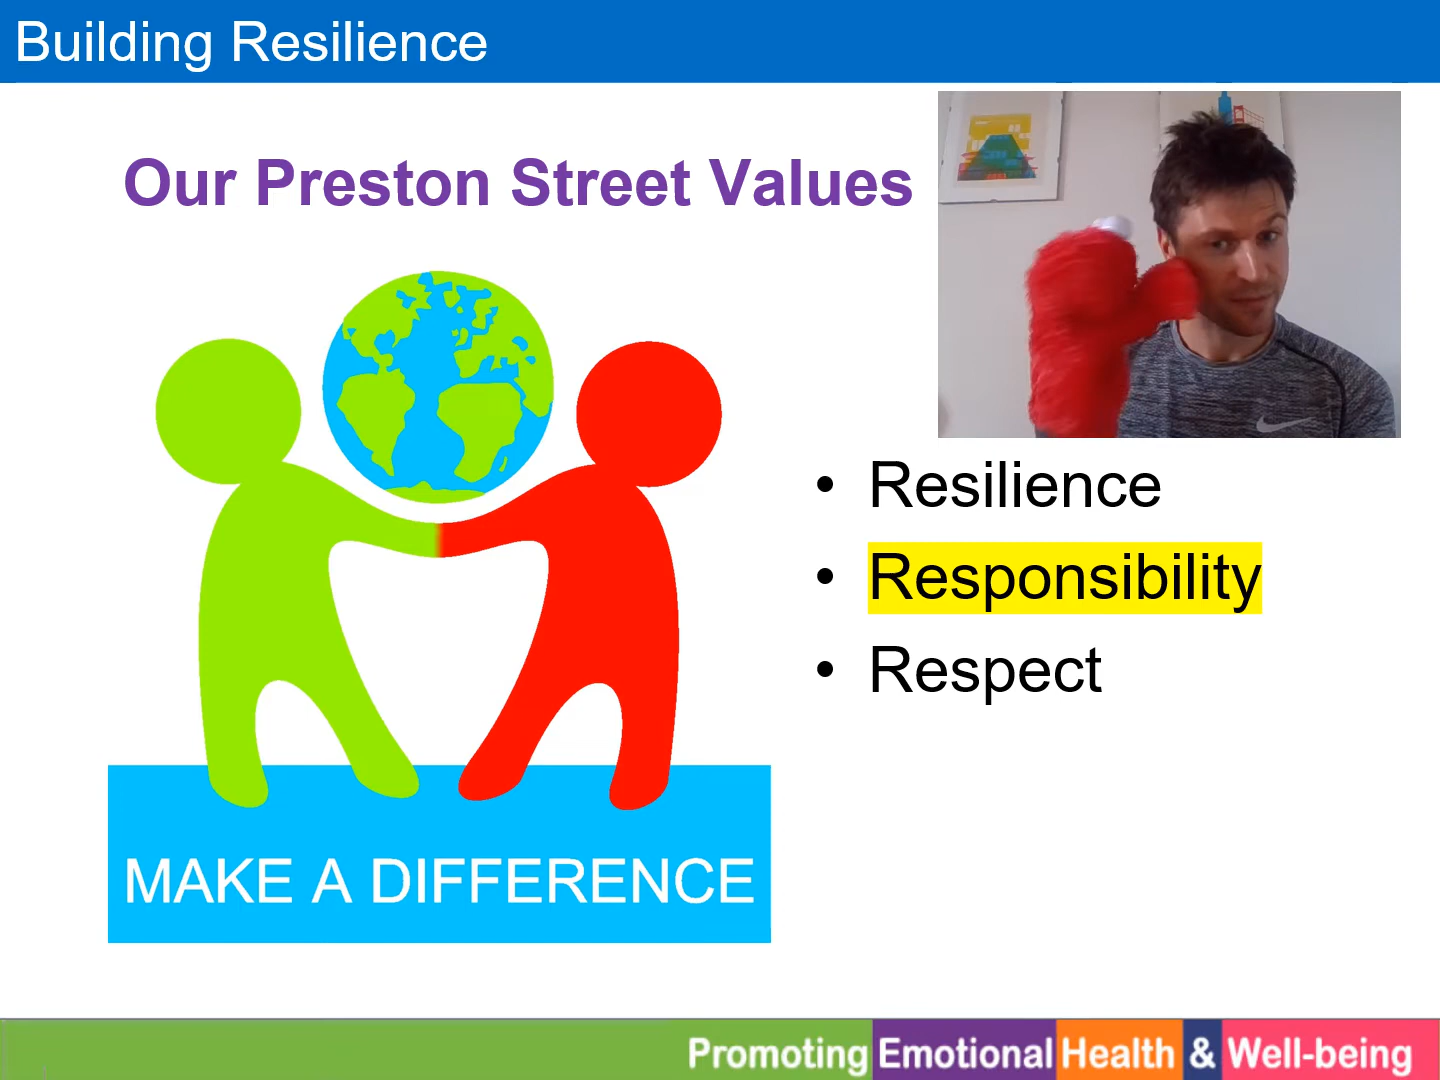 Building Resilience
Our Preston Street Values
• Resilience
• Responsibility
• Respect
MAKE A DIFFERENCE
Promoting Emotional Health & Well-being